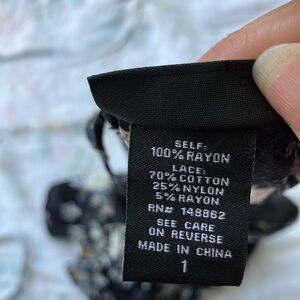 SELF:
100% RAYON
LACE:
70% COTTON
25% NYLON
5% RAYON
RN# 148862
SEE CARE
ON REVERSE
MADE IN CHINA
1